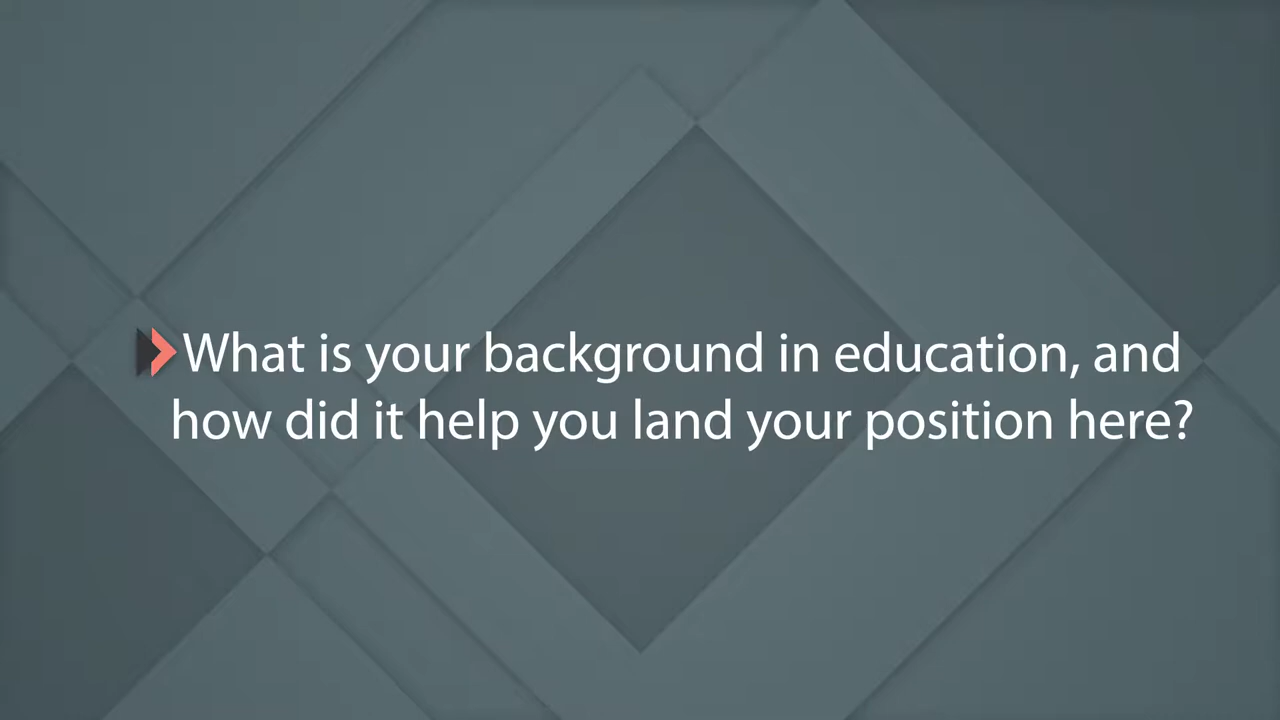 What is your background in education, and
how did it help you land your position here?